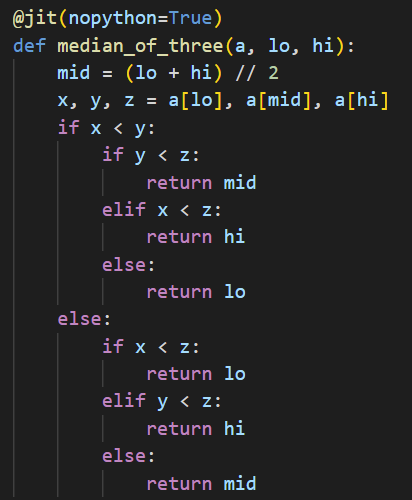 @jit(nopython=True)
def median_of_three(a, lo, hi):
    mid = (lo + hi) // 2
    x, y, z = a[lo], a[mid], a[hi]
    if x < y:
        if y < z:
            return mid
        elif x < z:
            return hi
        else:
            return lo
    else:
        if x < z:
            return lo
        elif y < z:
            return hi
        else:
            return mid